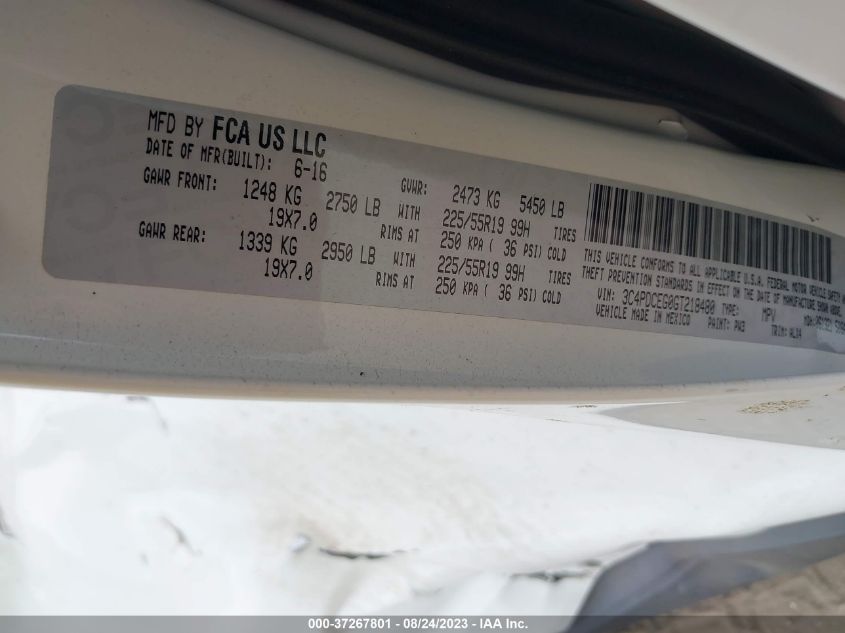 MFD BY FCA US LLC
DATE OF MFR(BUILT): 6-16
GAWR FRONT: 1248 KG 2750 LB WITH 225/55R19 99H TIRES
19X7.0 RIMS AT 250 KPA ( 36 PSI) COLD
GAWR REAR: 1339 KG 2950 LB WITH 225/55R19 99H TIRES
19X7.0 RIMS AT 250 KPA ( 36 PSI) COLD
GVWR: 2473 KG 5450 LB
THIS VEHICLE CONFORMS TO ALL APPLICABLE U.S.A. FEDERAL MOTOR VEHICLE SAFETY
THEFT PREVENTION STANDARDS IN EFFECT ON THE DATE OF MANUFACTURE SHOWN ABOVE.
VIN: 3C4PDCEG0GT218480 TYPE: MPV
VEHICLE MADE IN MEXICO PAINT: PW3 TRIM:
000-37267801 - 08/24/2023 - IAA Inc.